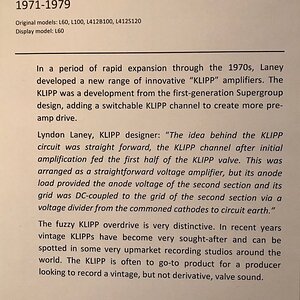 1971-1979
Original models: L60, L100, L412B100, L412S120
Display model: L60
In a period of rapid expansion through the 1970s, Laney
developed a new range of innovative “KLIPP” amplifiers. The
KLIPP was a development from the first-generation Supergroup
design, adding a switchable KLIPP channel to create more pre-
amp drive.
Lyndon Laney, KLIPP designer: “The idea behind the KLIPP
circuit was straight forward, the KLIPP channel after initial
amplification fed the first half of the KLIPP valve. This was
arranged as a straightforward voltage amplifier, but its anode
load provided the anode voltage of the second section and its
grid was DC-coupled to the grid of the second section via a
voltage divider from the commoned cathodes to circuit earth.”
The fuzzy KLIPP overdrive is very distinctive. In recent years
vintage KLIPPs have become very sought-after and can be
spotted in some very upmarket recording studios around the
world. The KLIPP is often to go-to product for a producer
looking to record a vintage, but not derivative, valve sound.